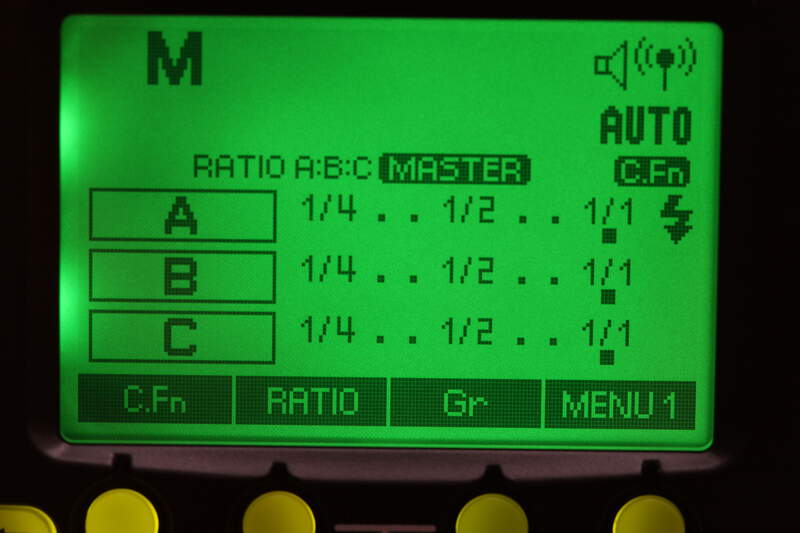 M
AUTO
RATIO A:B:C MASTER C.Fn
A 1/4 . . 1/2 . . 1/1
B 1/4 . . 1/2 . . 1/1
C 1/4 . . 1/2 . . 1/1
C.Fn RATIO Gr MENU 1